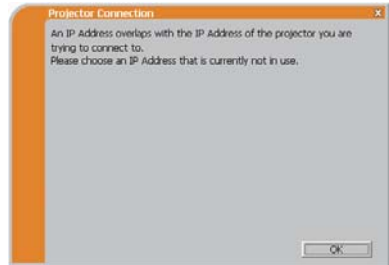 Projector Connection
An IP Address overlaps with the IP Address of the projector you are
trying to connect to.
Please choose an IP Address that is currently not in use.
OK